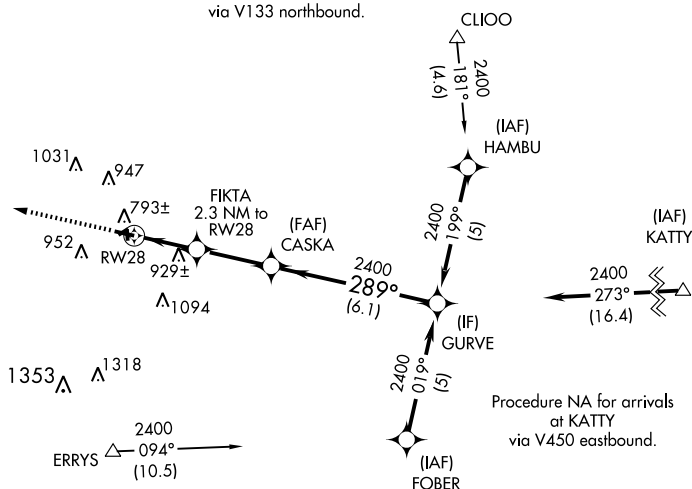 via V133 northbound.
CLIOO
2400
181°
(4.6)
(IAF)
HAMBU
1031
947
793±
FIKTA
2.3 NM to
RW28
(FAF)
CASKA
2400
199°
(5)
(IAF)
KATTY
952
RW28
929±
1094
2400
289°
(6.1)
2400
273°
(16.4)
(IF)
GURVE
1353
1318
2400
019°
(5)
Procedure NA for arrivals
at KATTY
via V450 eastbound.
2400
ERRYS
094°
(10.5)
(IAF)
FOBER